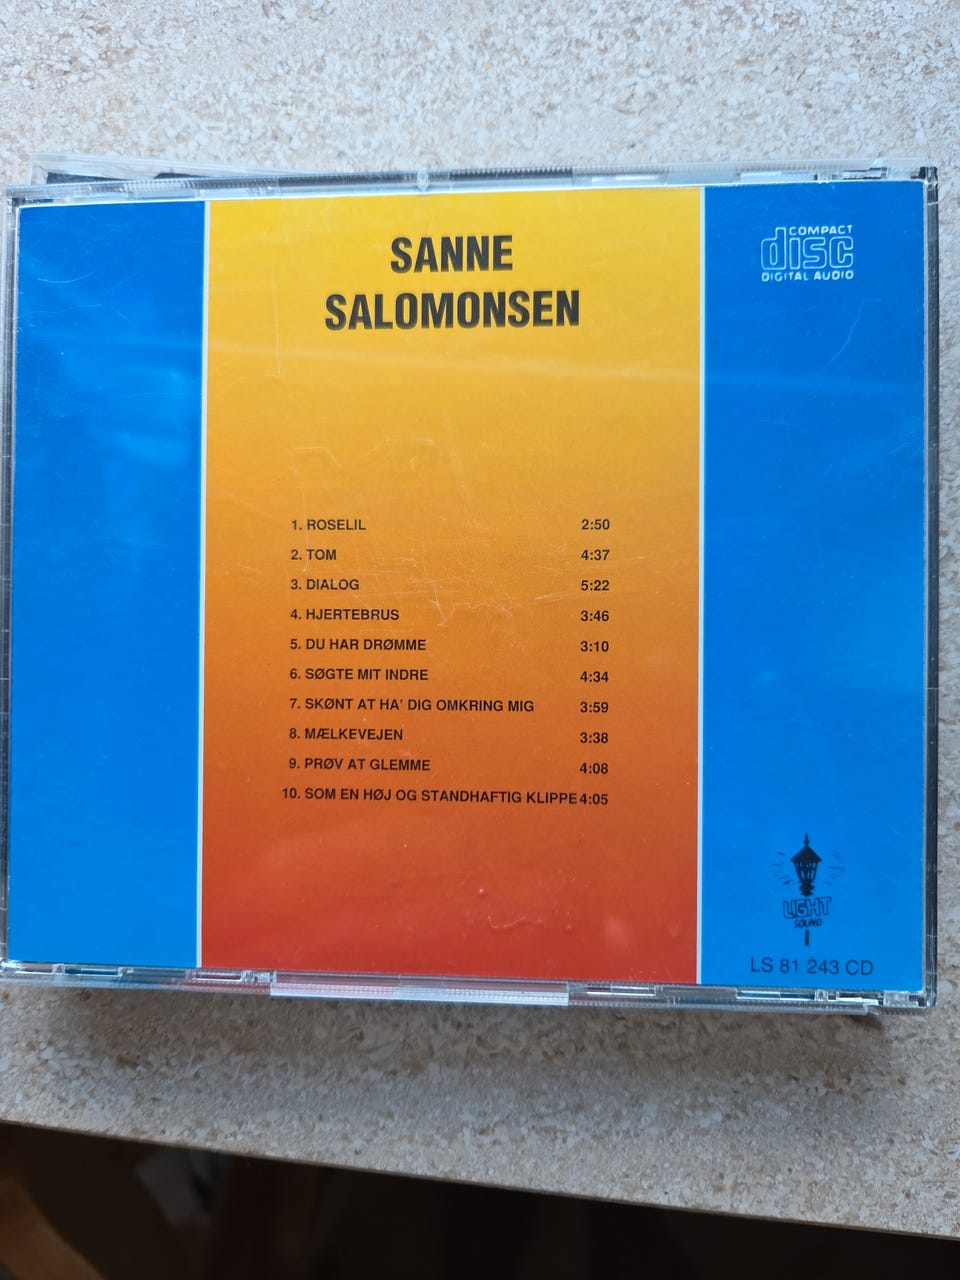 SANNE
SALOMONSEN
COMPACT
disc
DIGITAL AUDIO
1. ROSELIL 2:50
2. TOM 4:37
3. DIALOG 5:22
4. HJERTEBRUS 3:46
5. DU HAR DRØMME 3:10
6. SØGTE MIT INDRE 4:34
7. SKØNT AT HA' DIG OMKRING MIG 3:59
8. MÆLKEVEJEN 3:38
9. PRØV AT GLEMME 4:08
10. SOM EN HØJ OG STANDHAFTIG KLIPPE 4:05
LIGHT
SOUND
LS 81 243 CD